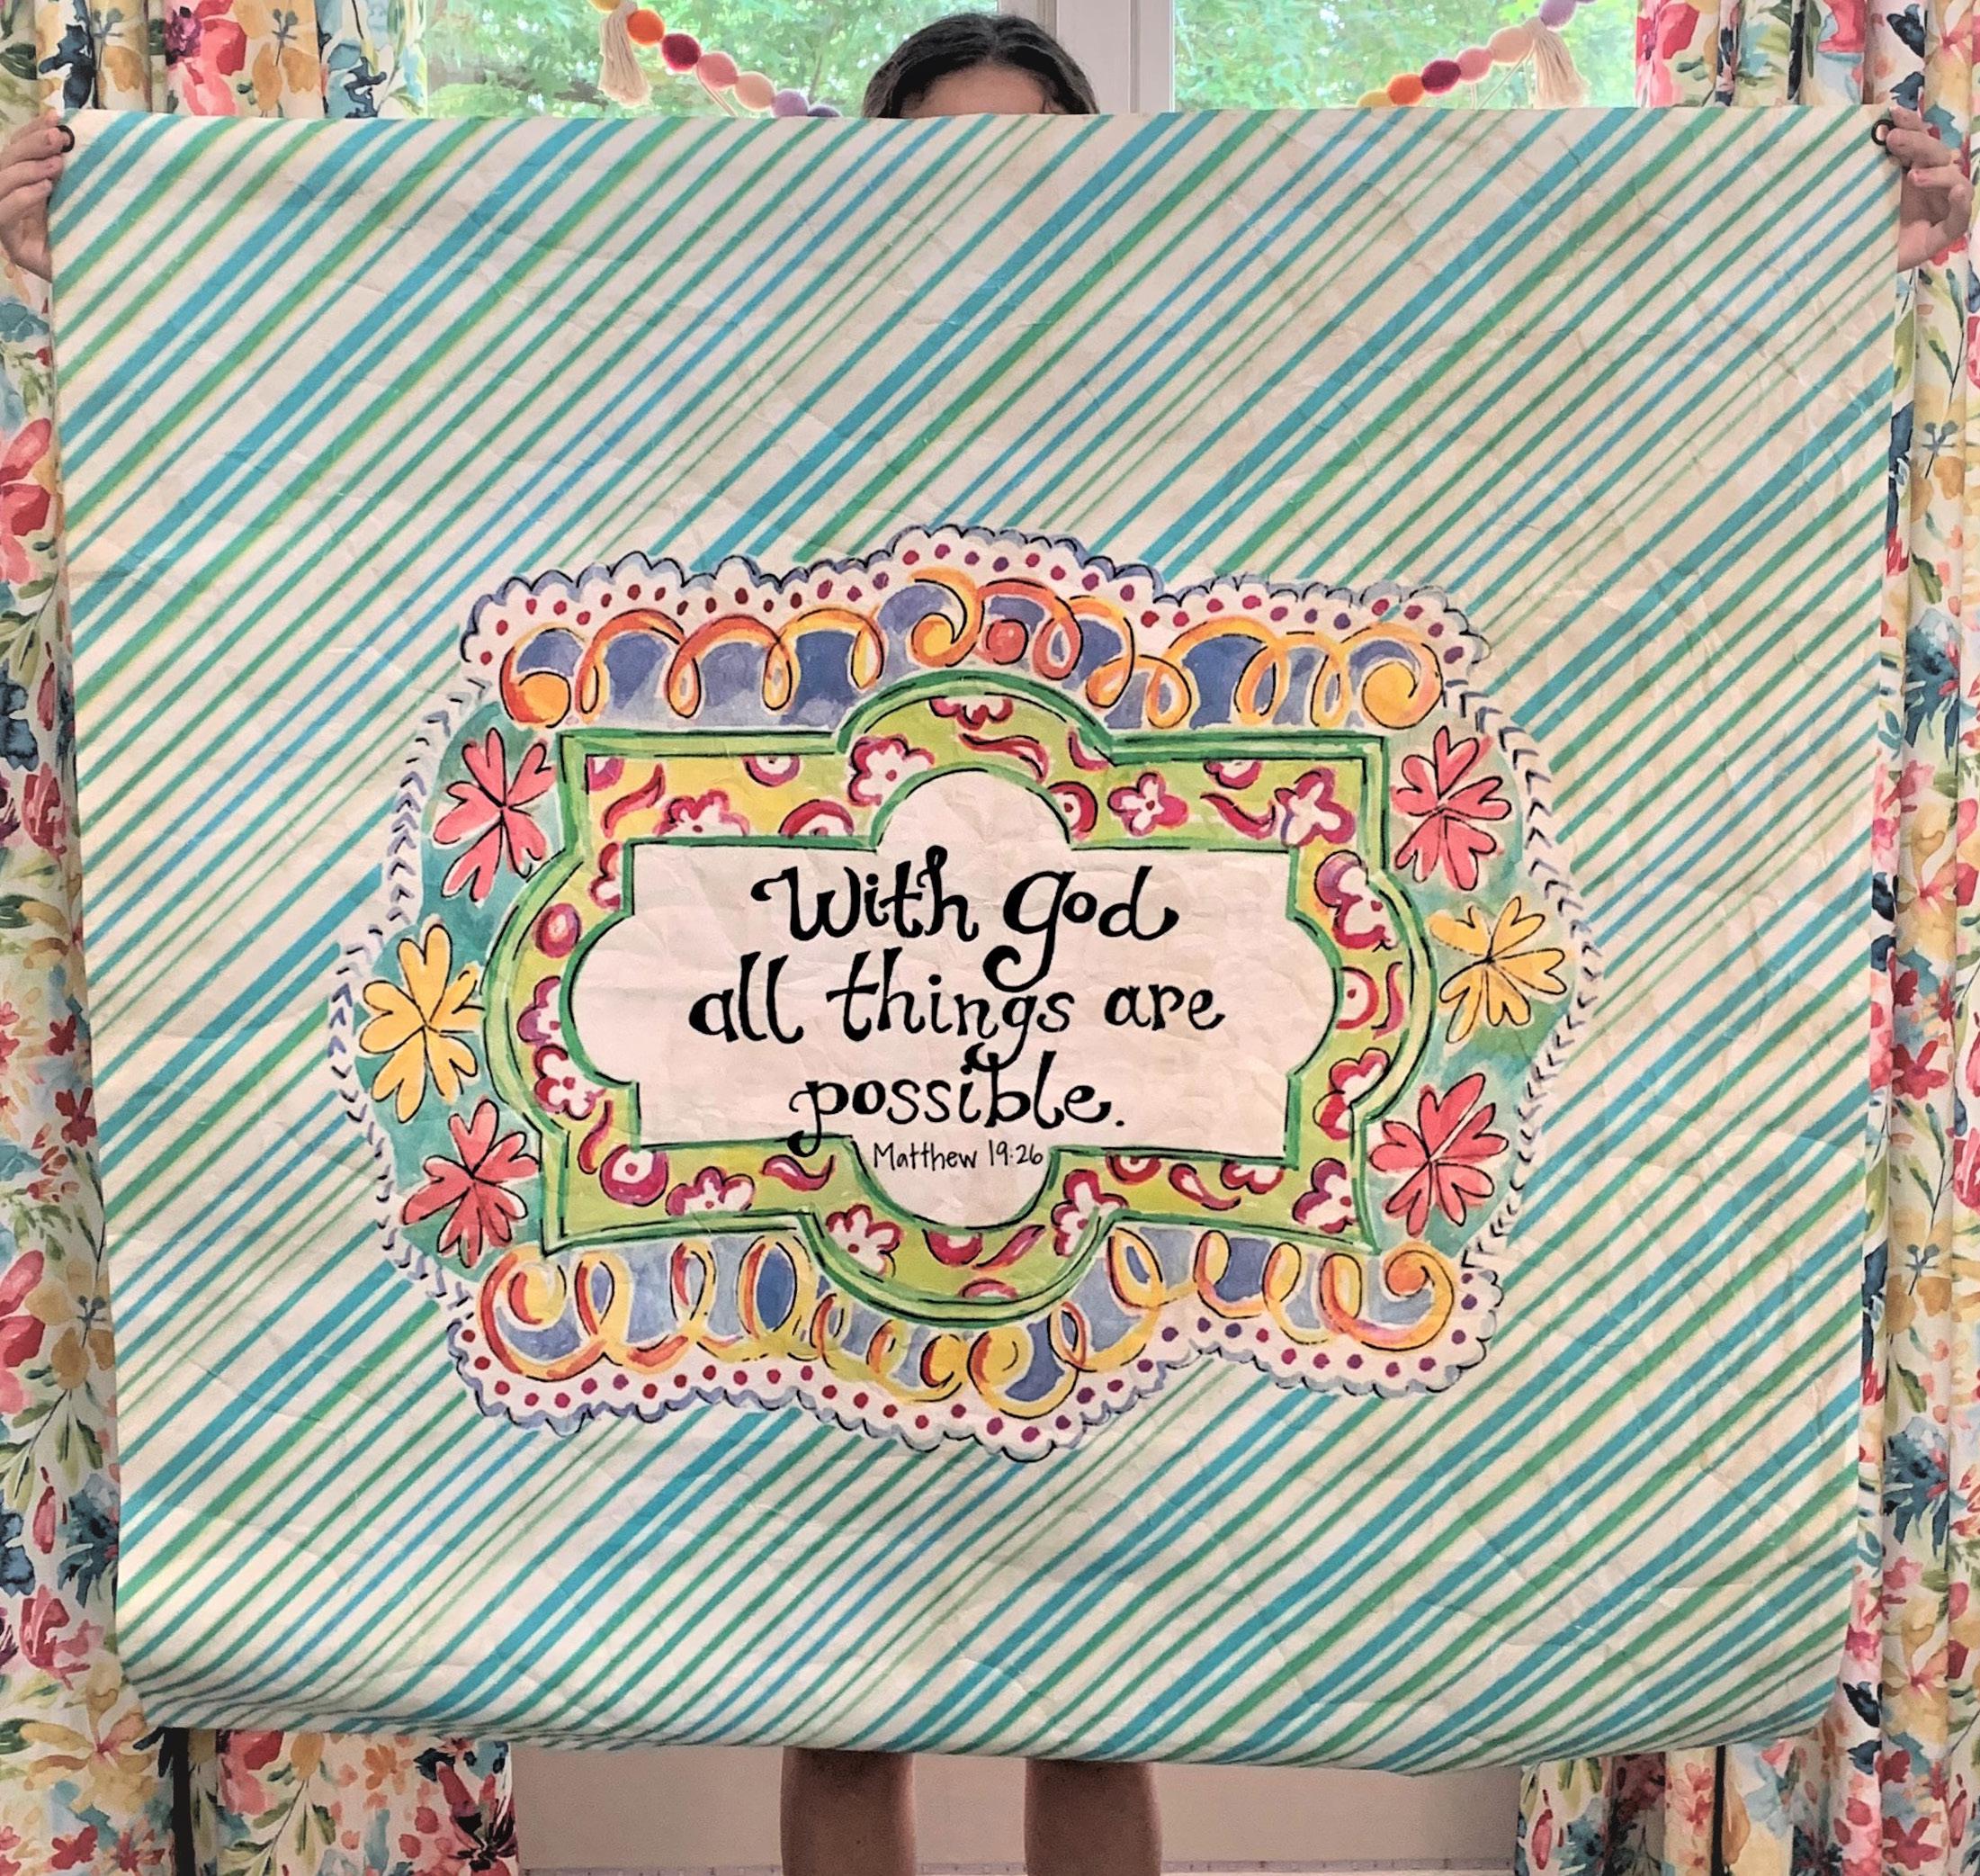 With God
all things are
possible.
Matthew 19:26